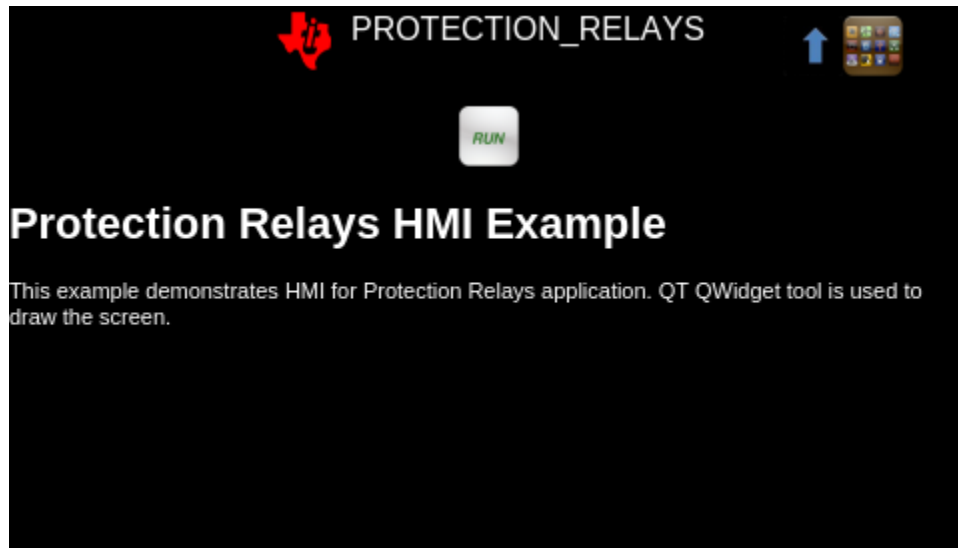 PROTECTION_RELAYS
RUN
Protection Relays HMI Example
This example demonstrates HMI for Protection Relays application. QT QWidget tool is used to
draw the screen.